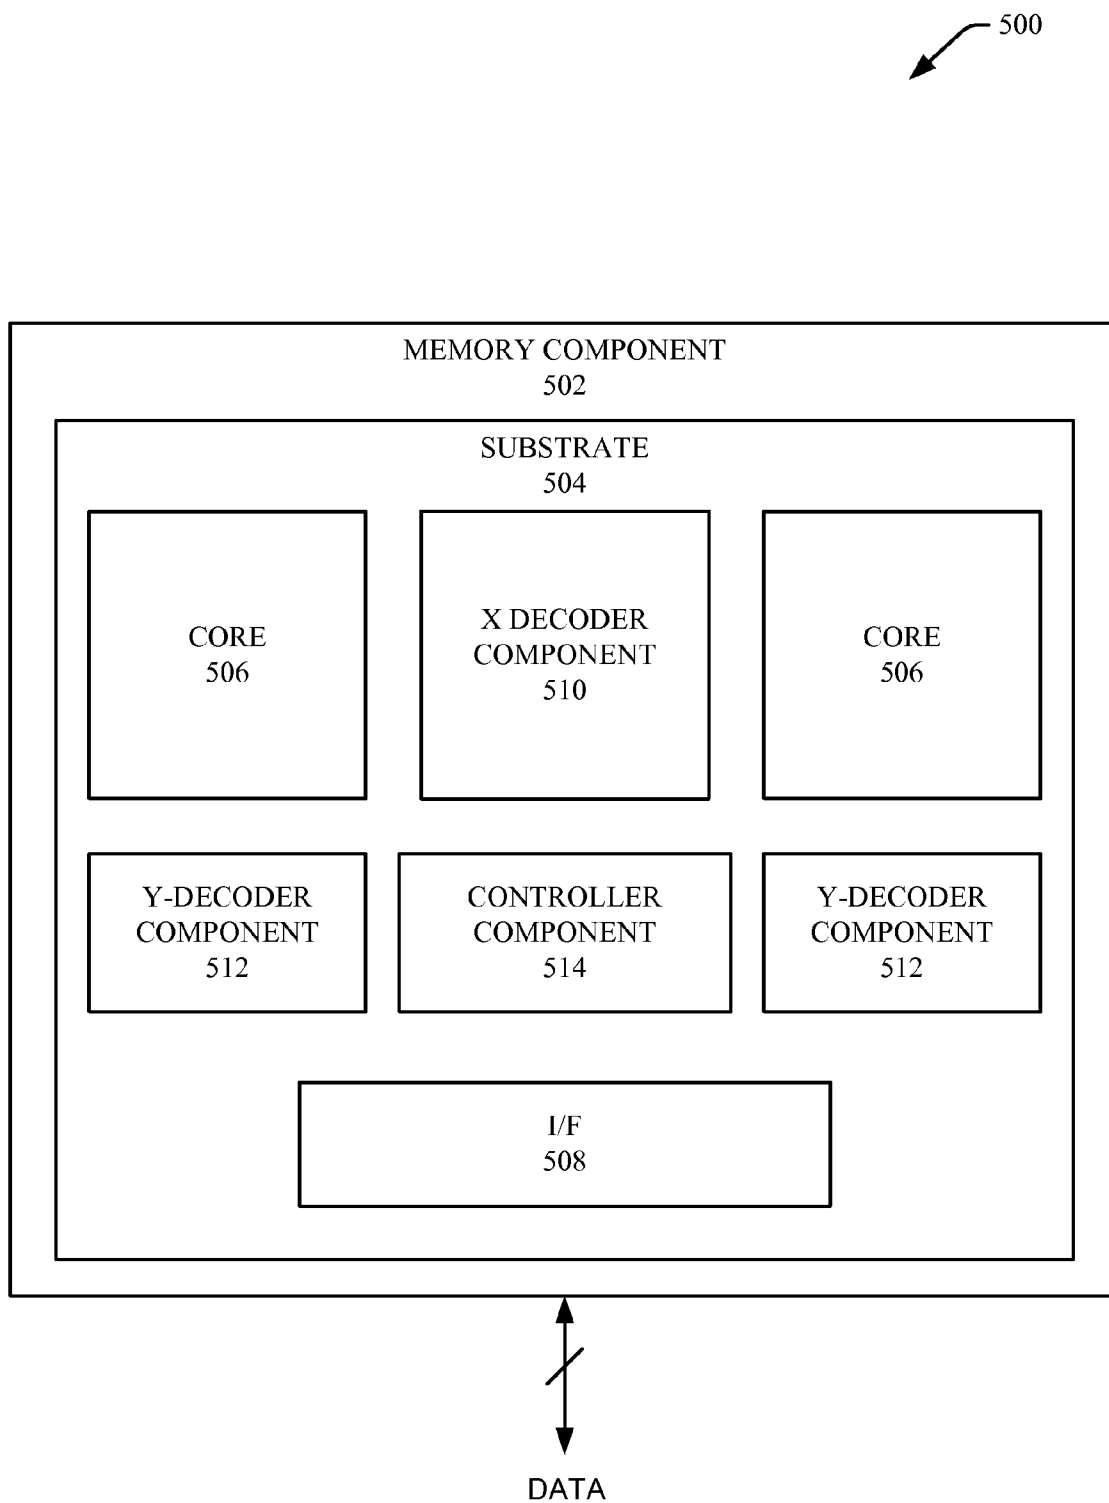 500
MEMORY COMPONENT
502
SUBSTRATE
504
CORE
506
X DECODER
COMPONENT
510
CORE
506
Y-DECODER
COMPONENT
512
CONTROLLER
COMPONENT
514
Y-DECODER
COMPONENT
512
I/F
508
DATA